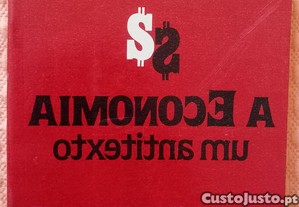 $$
A ECONOMIA
um antitexto
CustoJusto.pt